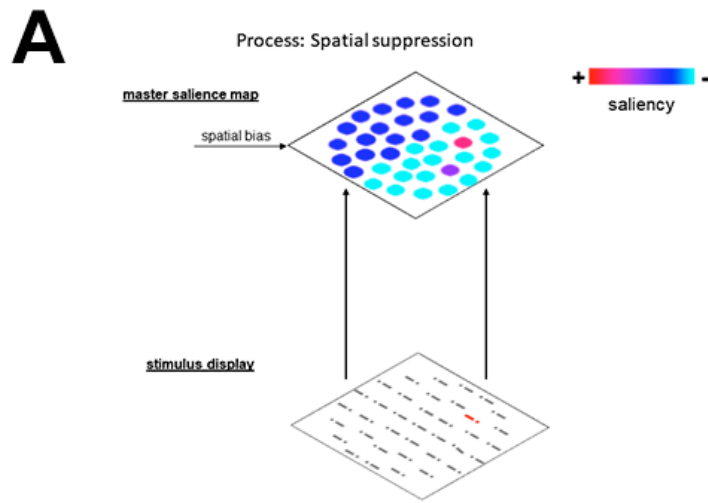 A
Process: Spatial suppression
master salience map
+ -
saliency
spatial bias
stimulus display